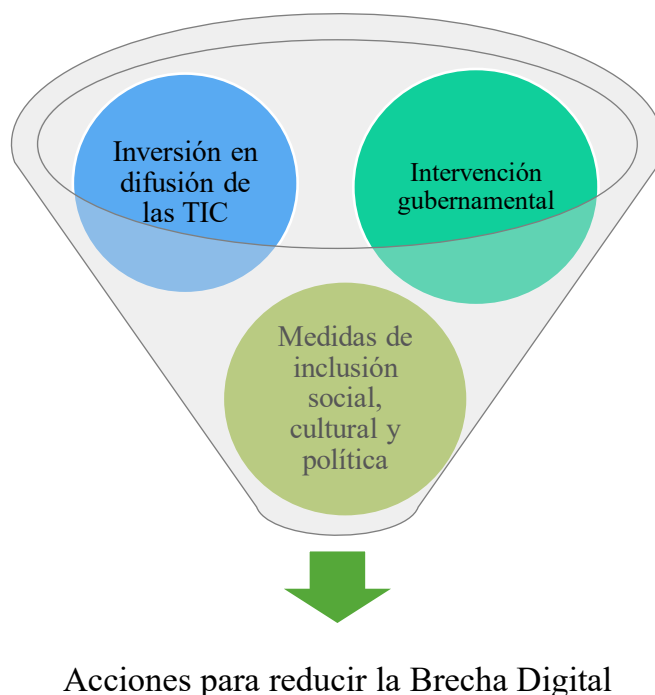 Inversión en
difusión de
las TIC
Intervención
gubernamental
Medidas de
inclusión
social,
cultural y
política
Acciones para reducir la Brecha Digital